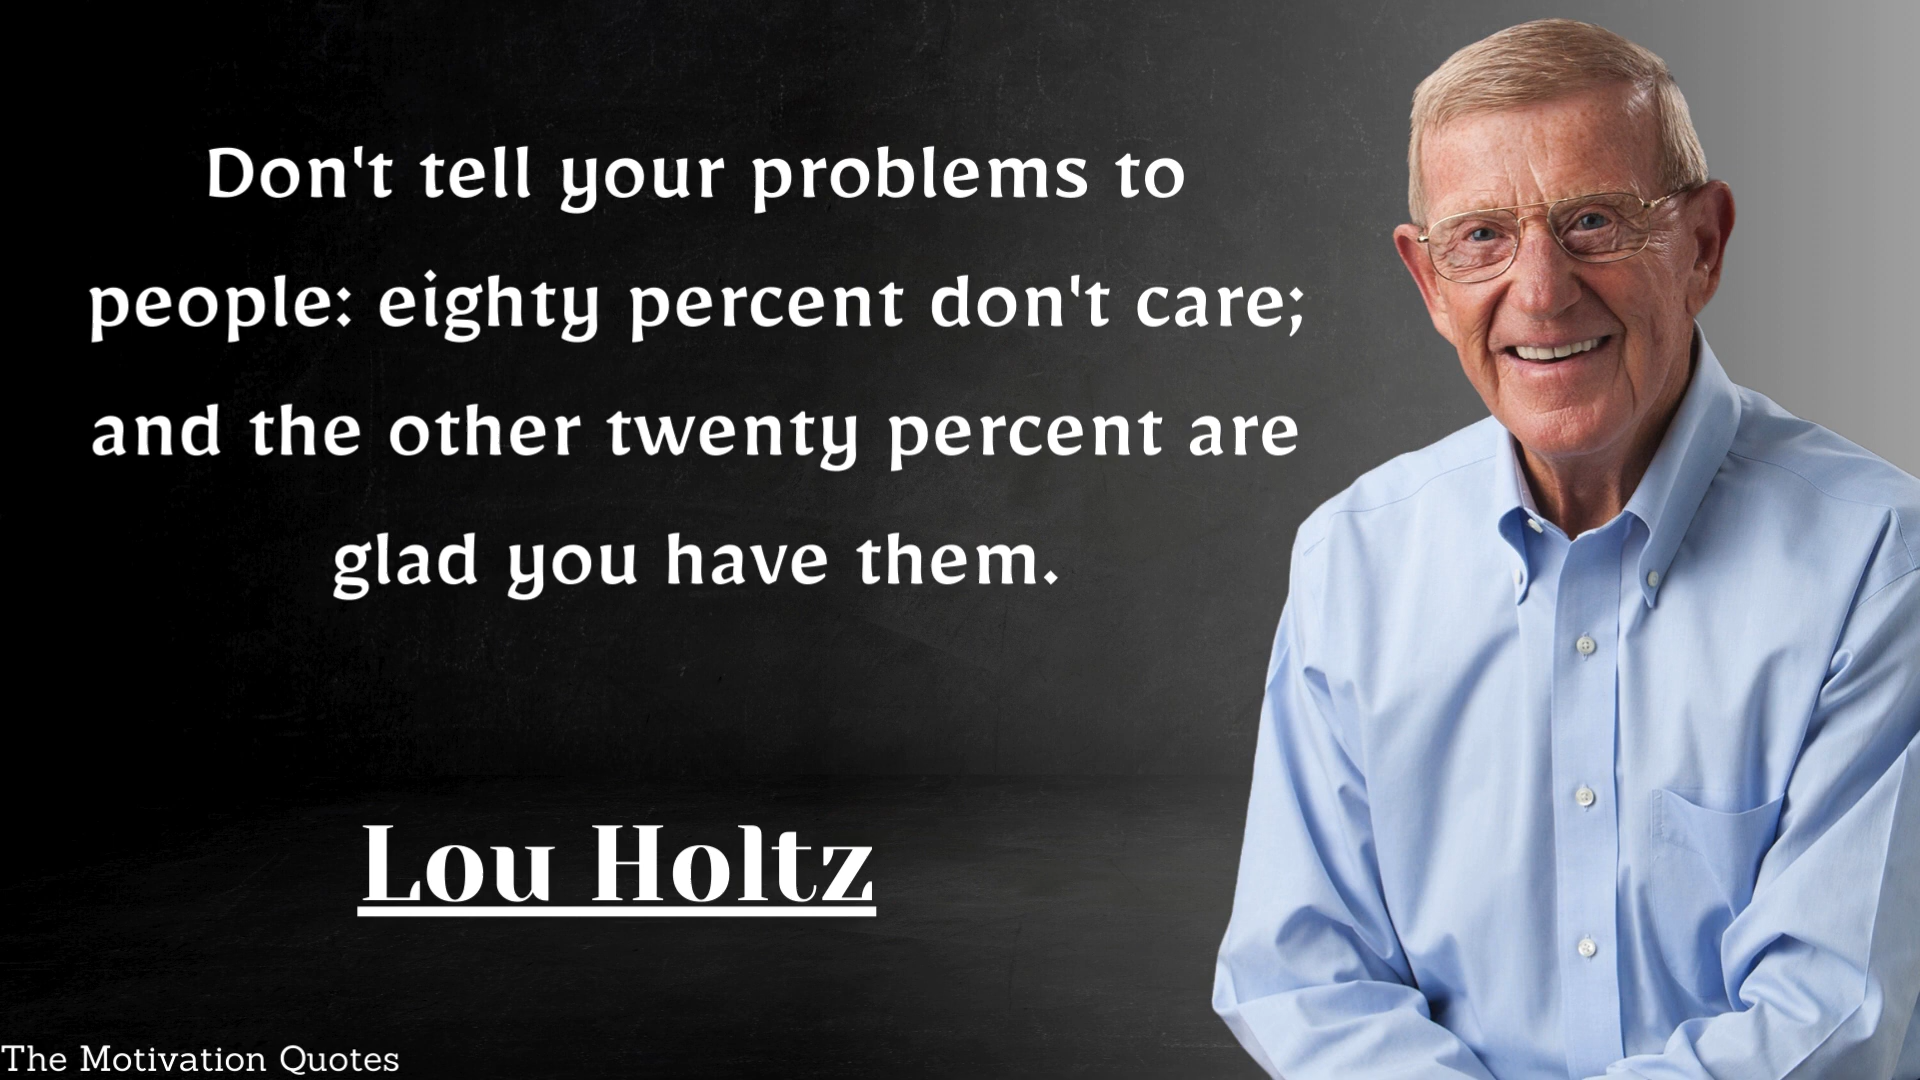 Don't tell your problems to
people: eighty percent don't care;
and the other twenty percent are
glad you have them.
Lou Holtz
The Motivation Quotes